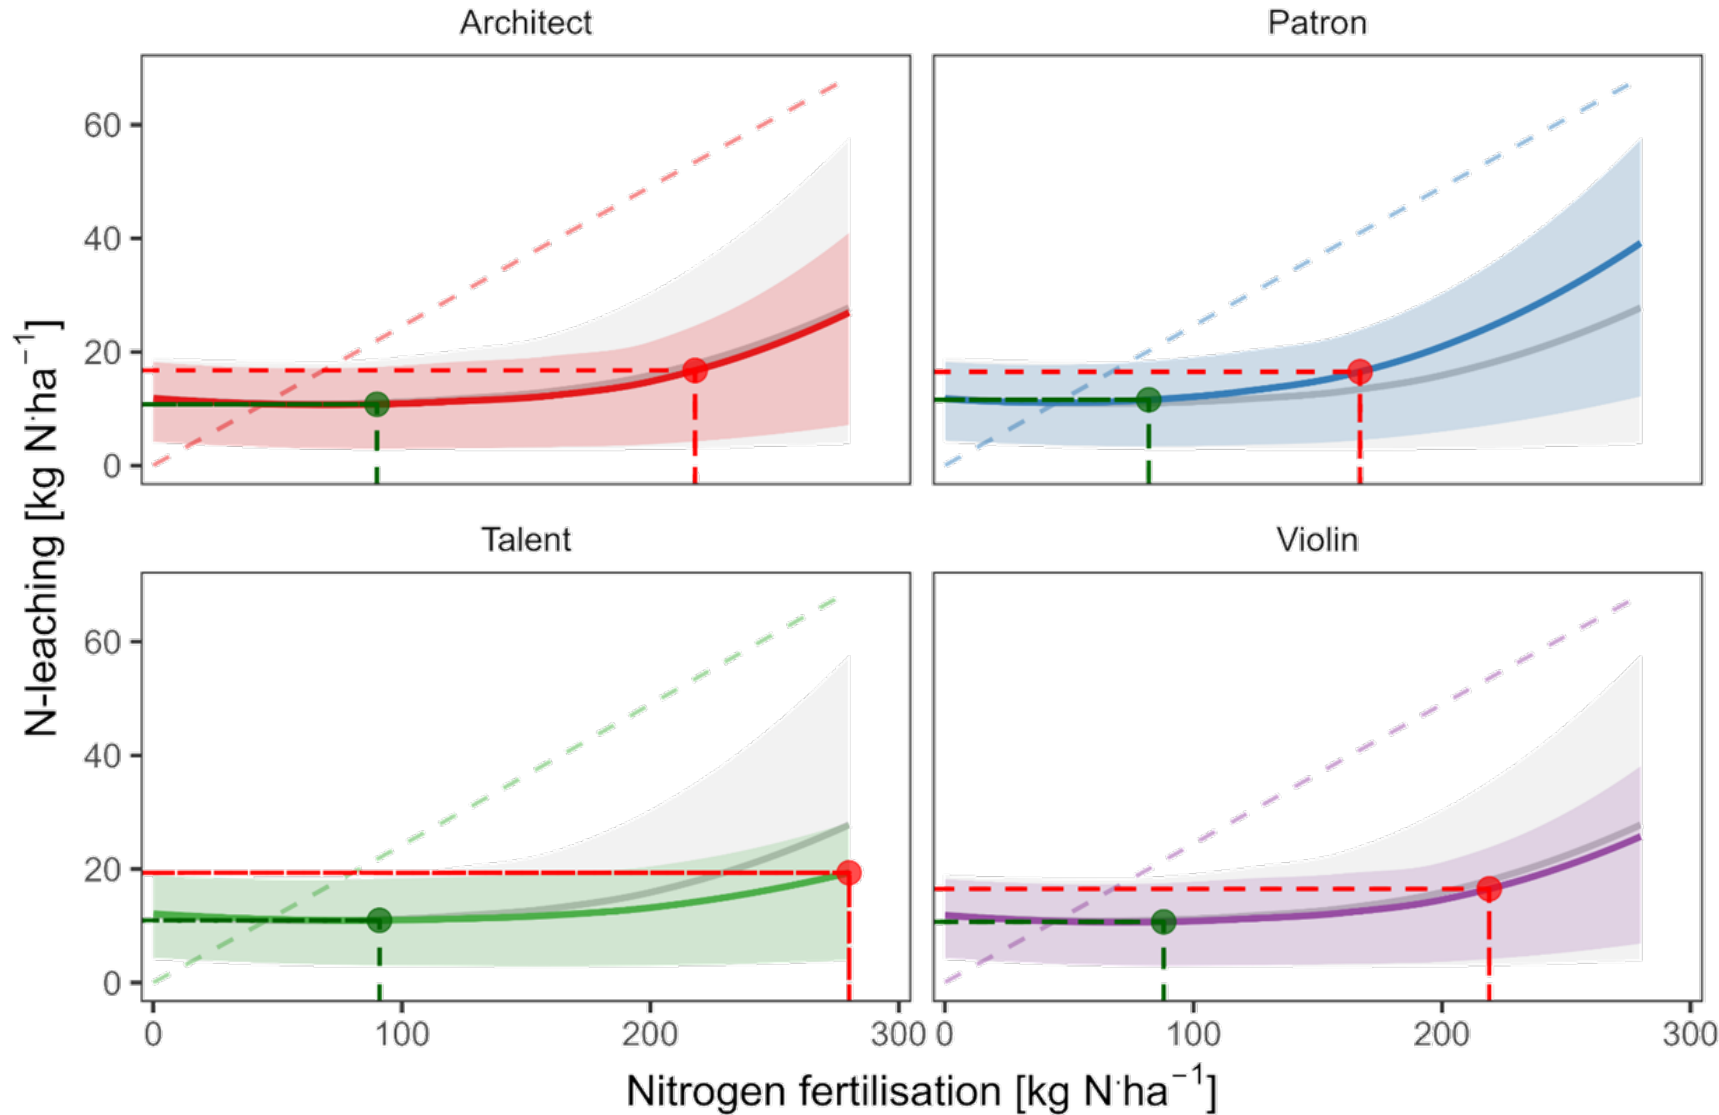 Architect
Patron
60
40
20
0
Talent
Violin
60
40
20
0
0
100
200
300
0
100
200
300
N-leaching [kg N·ha⁻¹]
Nitrogen fertilisation [kg N·ha⁻¹]